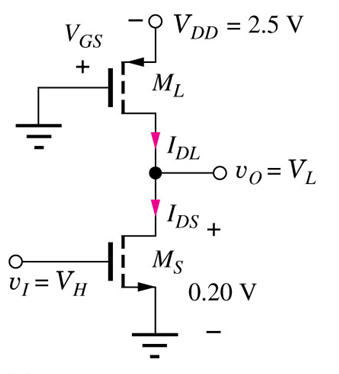 V_GS
− V_DD = 2.5 V
+
M_L
I_DL
v_O = V_L
I_DS +
M_S
v_I = V_H
0.20 V
−